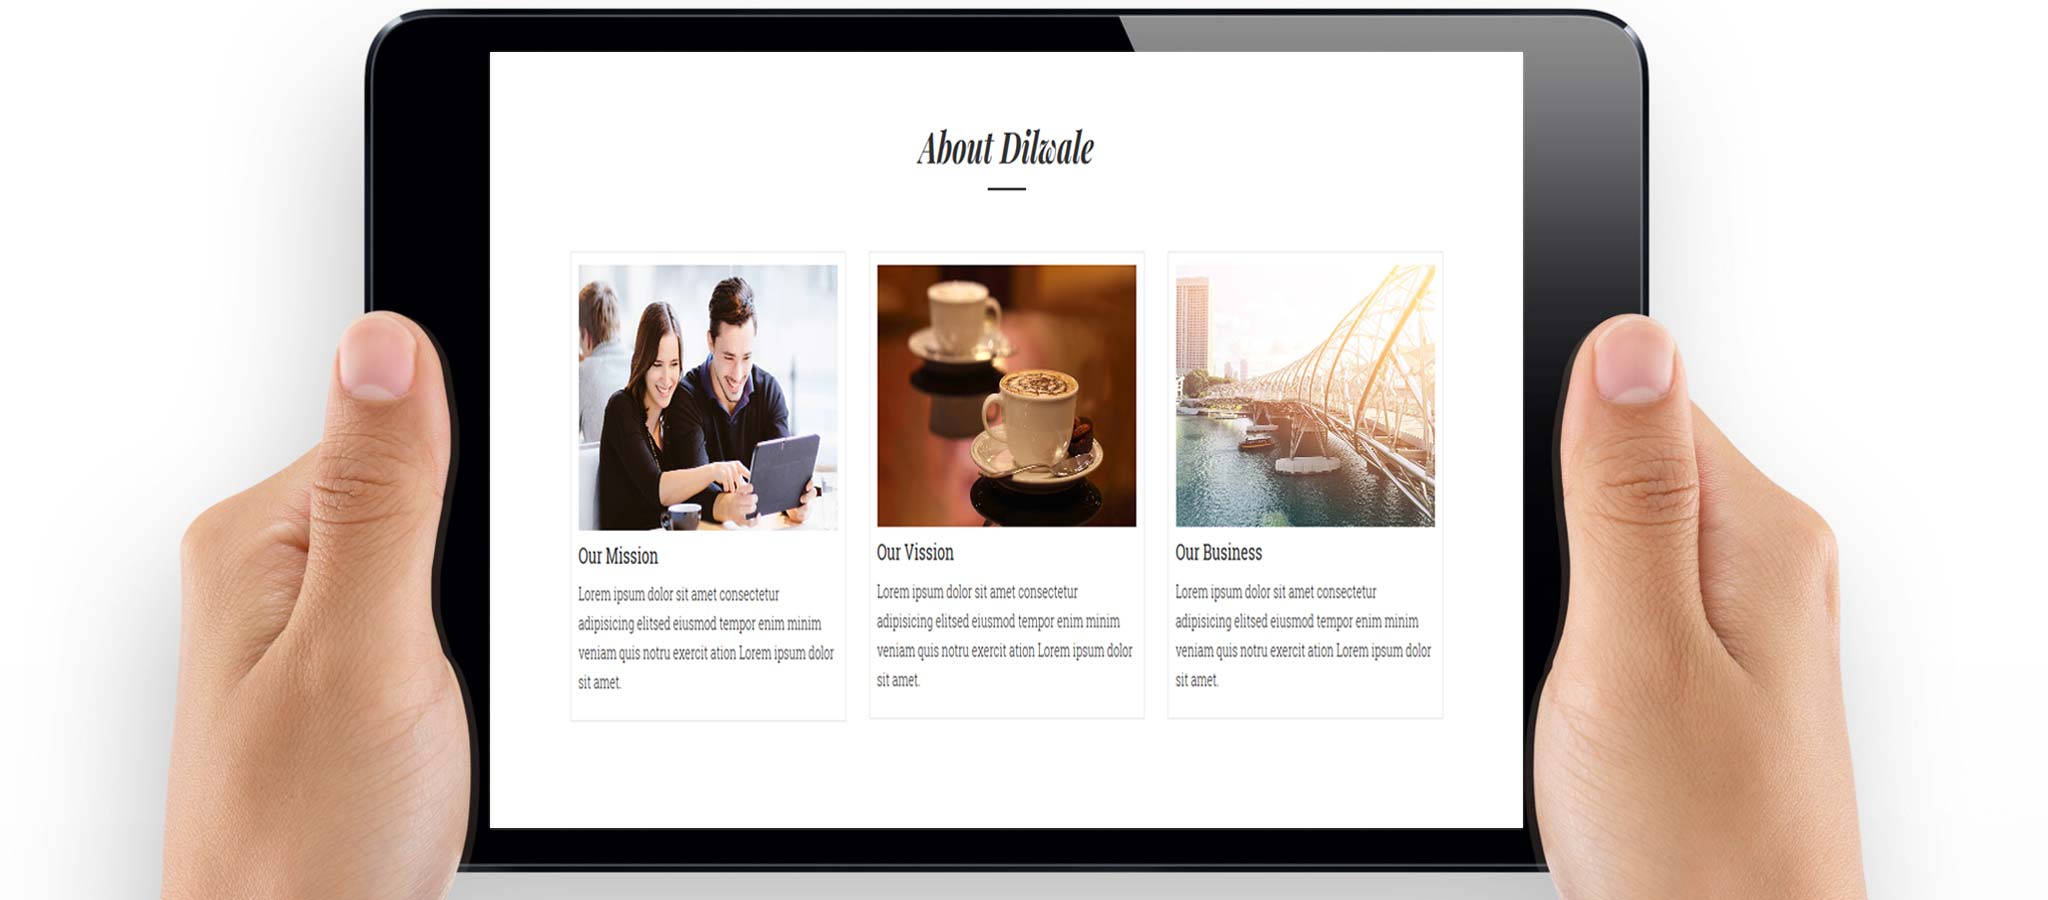 About Dilwale
Our Mission
Lorem ipsum dolor sit amet consectetur
adipisicing elitsed eiusmod tempor enim minim
veniam quis notru exercit ation Lorem ipsum dolor
sit amet.
Our Vission
Lorem ipsum dolor sit amet consectetur
adipisicing elitsed eiusmod tempor enim minim
veniam quis notru exercit ation Lorem ipsum dolor
sit amet.
Our Business
Lorem ipsum dolor sit amet consectetur
adipisicing elitsed eiusmod tempor enim minim
veniam quis notru exercit ation Lorem ipsum dolor
sit amet.